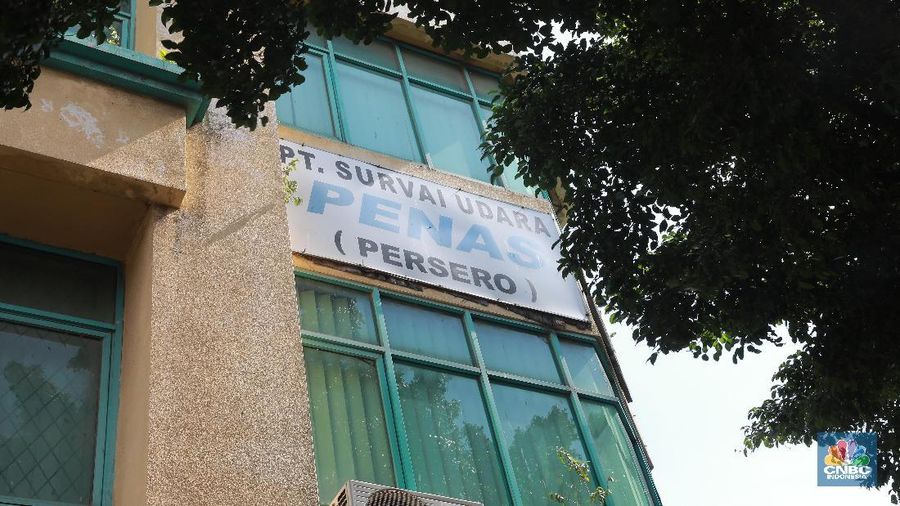 PT. SURVAI UDARA
PENAS
( PERSERO )
CNBC
INDONESIA